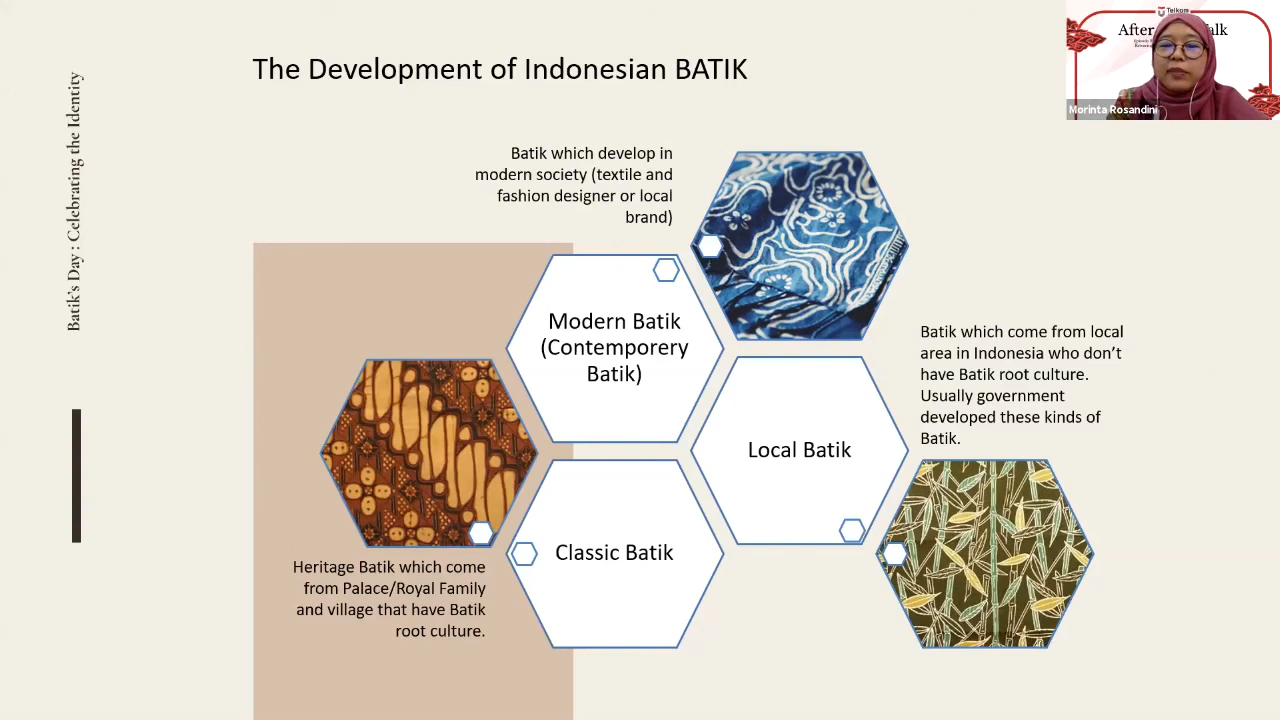 The Development of Indonesian BATIK
Batik's Day : Celebrating the Identity
Batik which develop in
modern society (textile and
fashion designer or local
brand)
Modern Batik
(Contemporery
Batik)
Batik which come from local
area in Indonesia who don't
have Batik root culture.
Usually government
developed these kinds of
Batik.
Local Batik
Classic Batik
Heritage Batik which come
from Palace/Royal Family
and village that have Batik
root culture.
Telkom
After alk
Morinta Rosandini